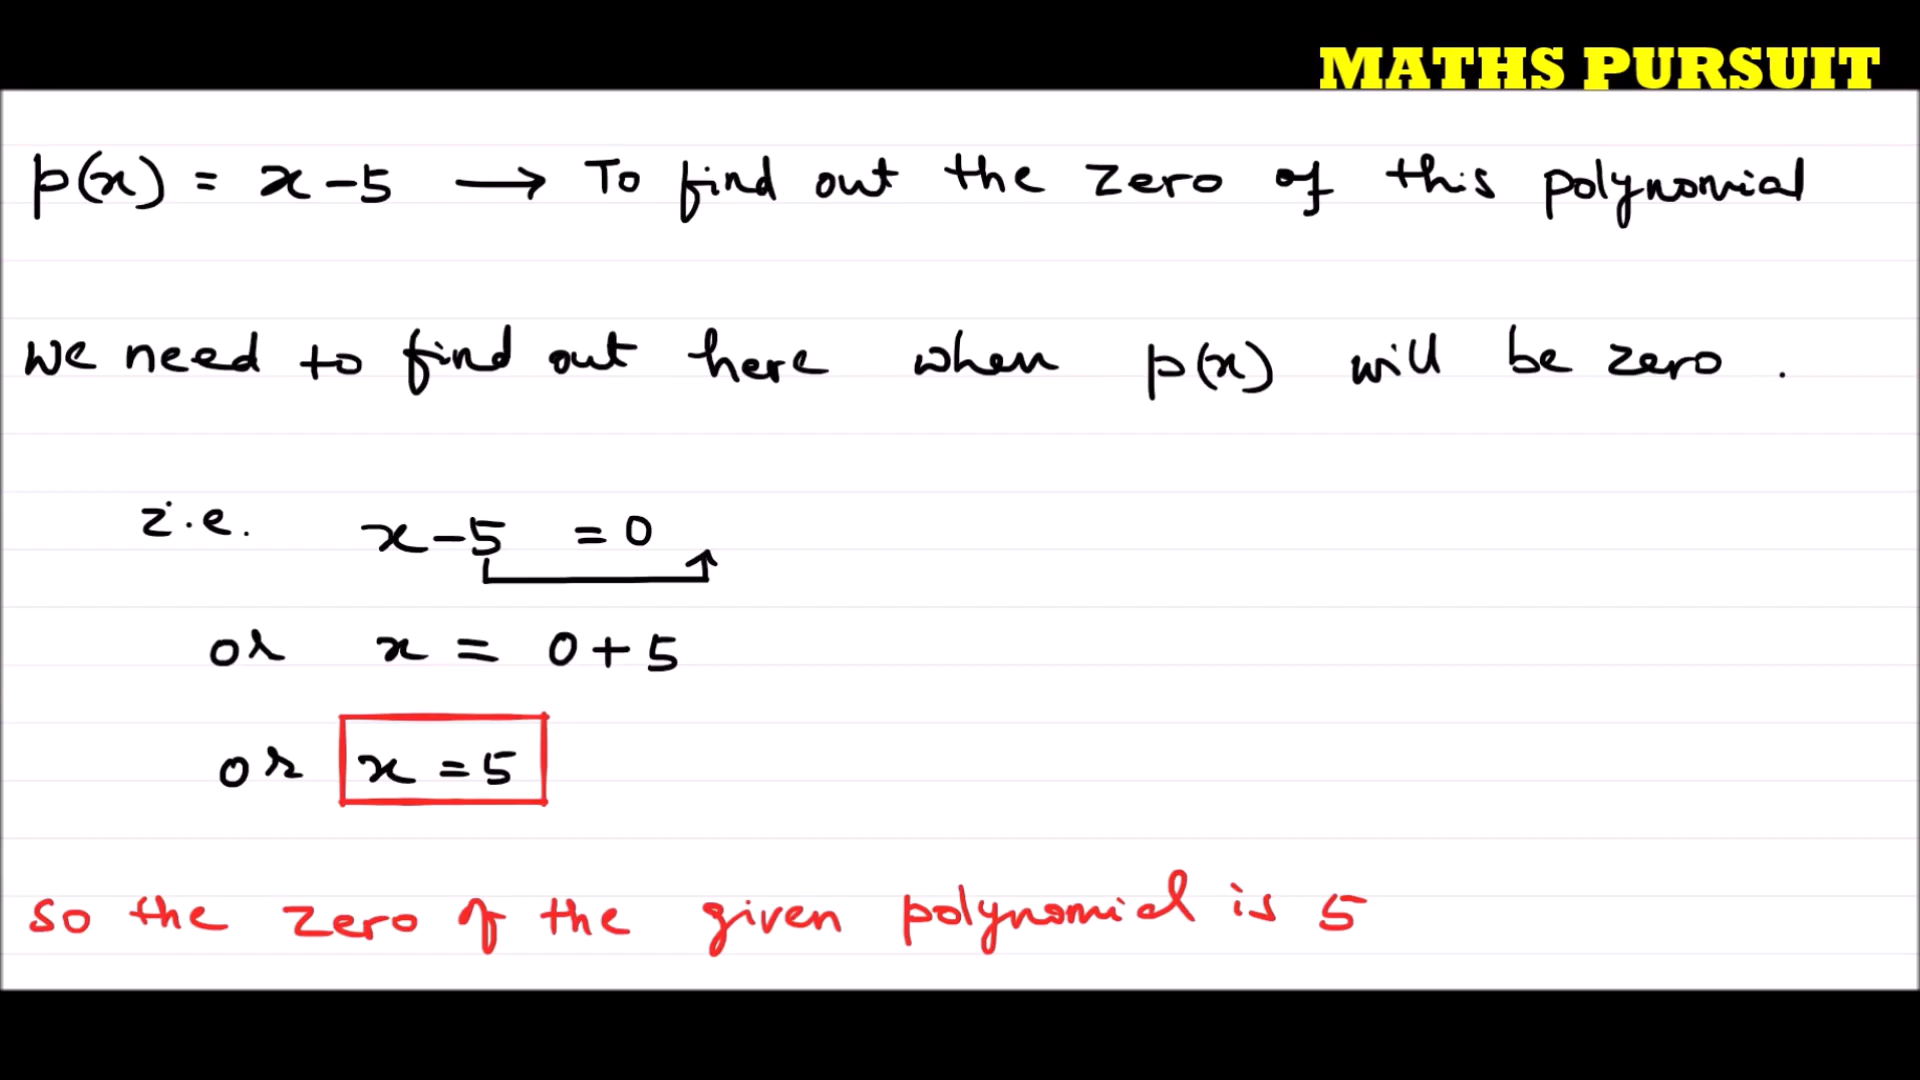 MATHS PURSUIT
p(x) = x-5 → To find out the zero of this polynomial
we need to find out here when p(x) will be zero.
i.e. x-5 = 0
or x = 0+5
or x = 5
so the zero of the given polynomial is 5